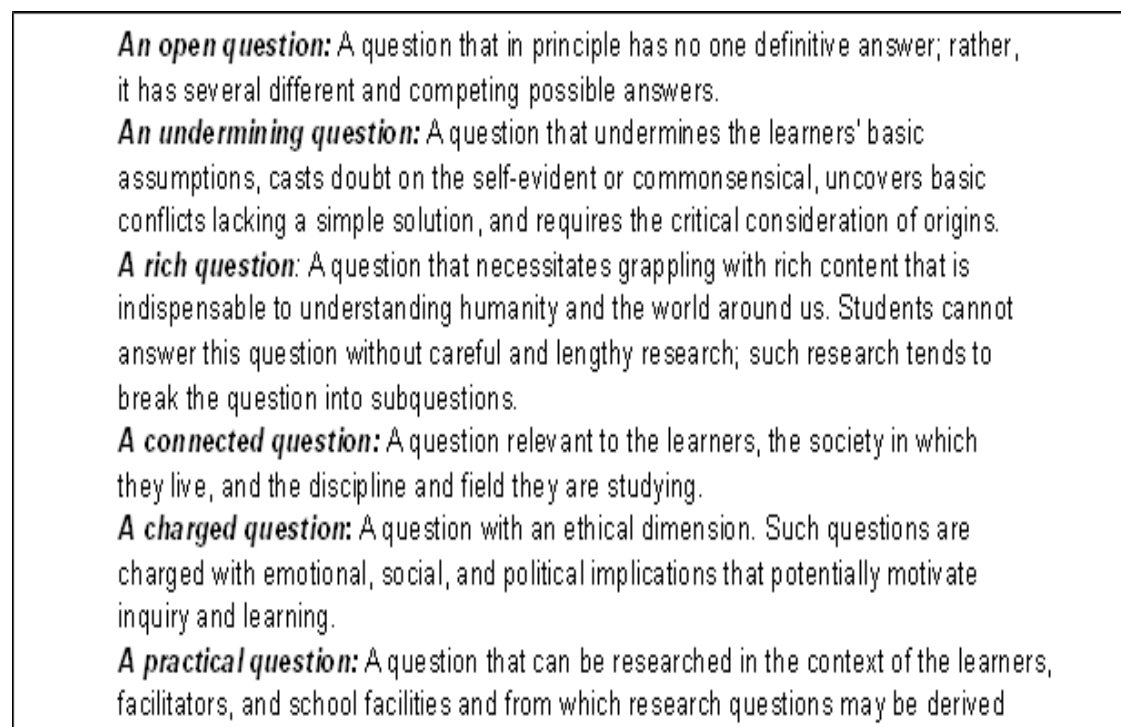 An open question: A question that in principle has no one definitive answer; rather,
it has several different and competing possible answers.
An undermining question: A question that undermines the learners' basic
assumptions, casts doubt on the self-evident or commonsensical, uncovers basic
conflicts lacking a simple solution, and requires the critical consideration of origins.
A rich question: A question that necessitates grappling with rich content that is
indispensable to understanding humanity and the world around us. Students cannot
answer this question without careful and lengthy research; such research tends to
break the question into subquestions.
A connected question: A question relevant to the learners, the society in which
they live, and the discipline and field they are studying.
A charged question: A question with an ethical dimension. Such questions are
charged with emotional, social, and political implications that potentially motivate
inquiry and learning.
A practical question: A question that can be researched in the context of the learners,
facilitators, and school facilities and from which research questions may be derived